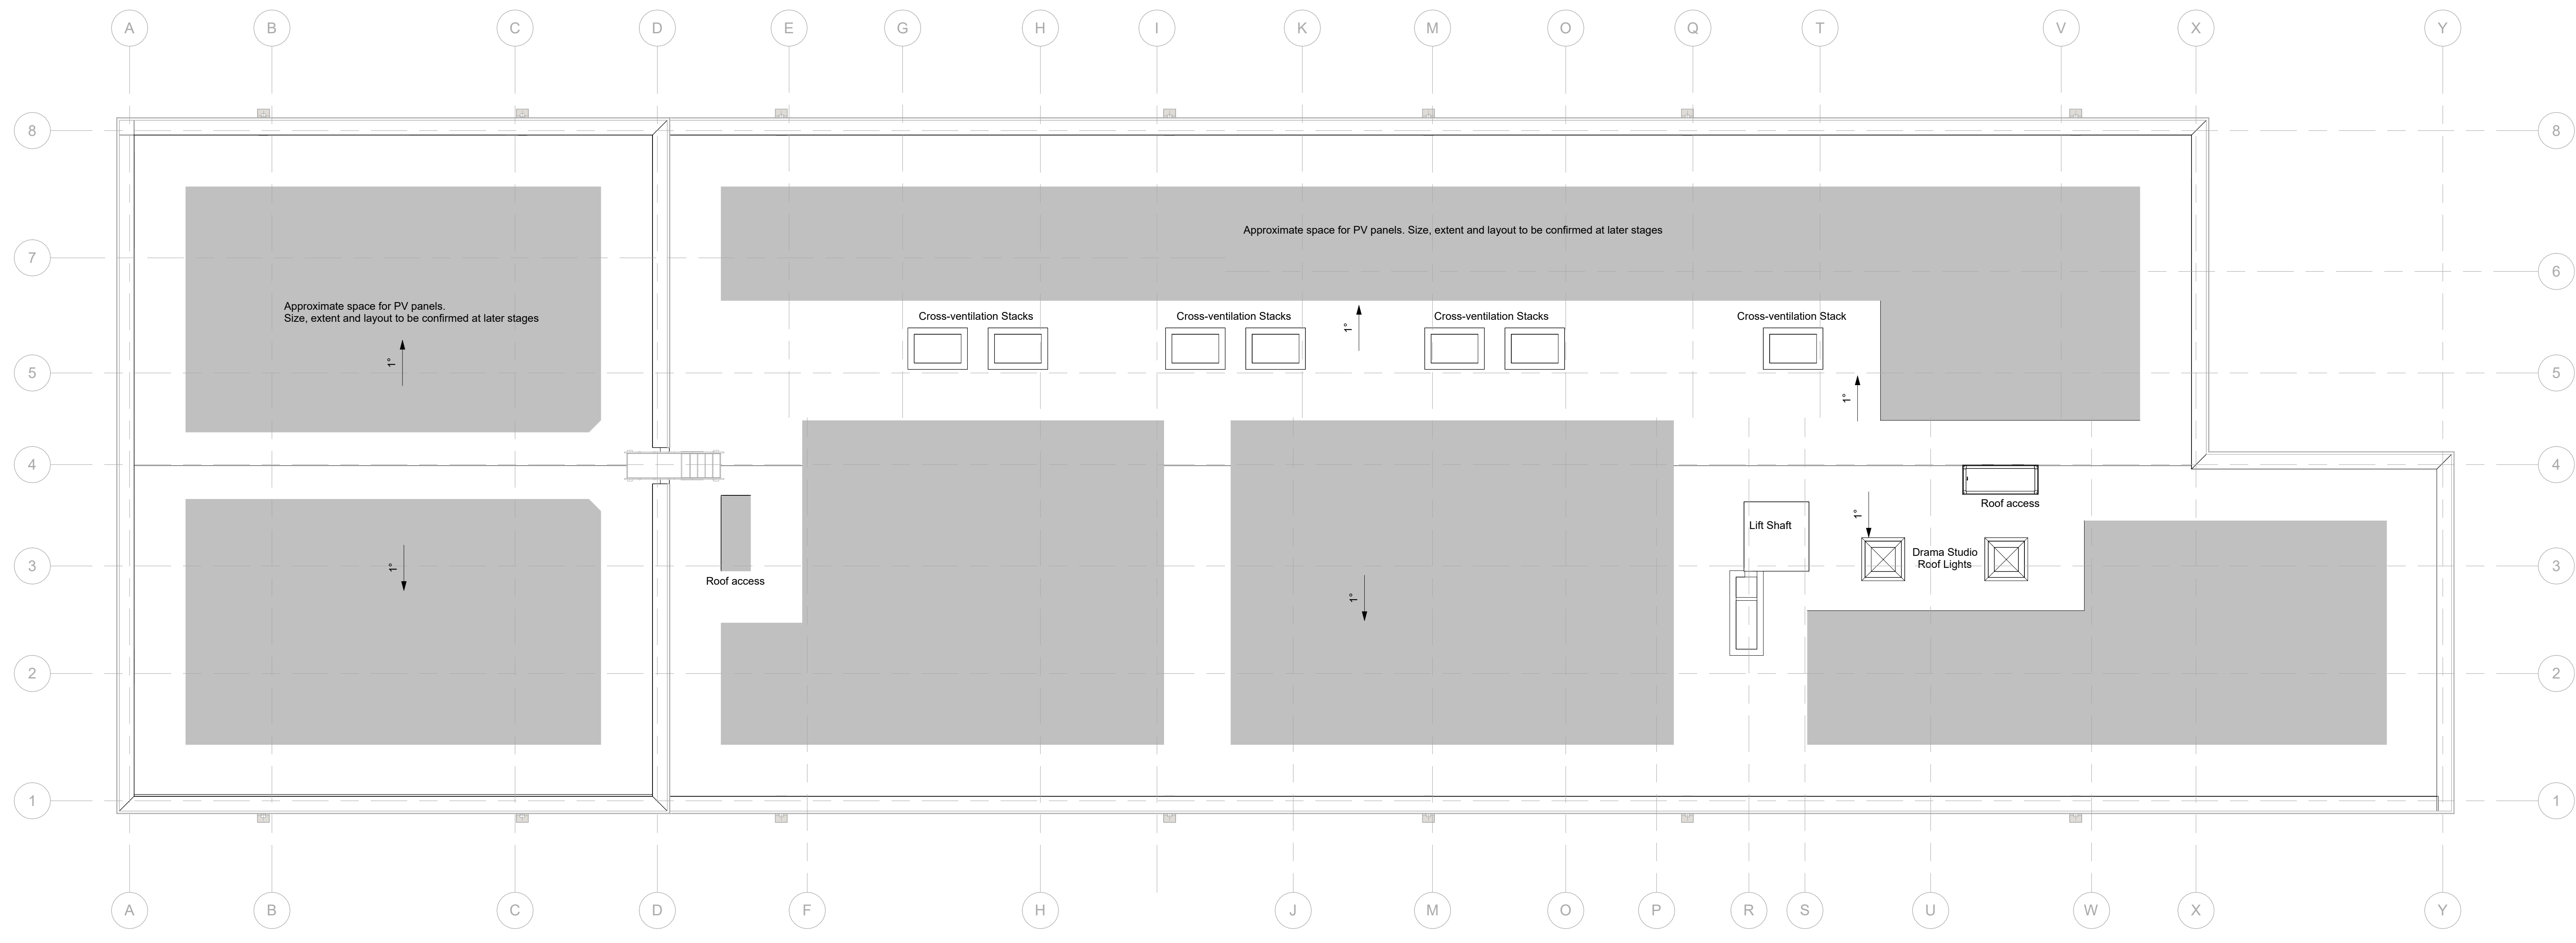 A B C D E G H I K M O Q T V X Y
8 8
Approximate space for PV panels. Size, extent and layout to be confirmed at later stages
7 6
Approximate space for PV panels.
Size, extent and layout to be confirmed at later stages
Cross-ventilation Stacks
Cross-ventilation Stacks
Cross-ventilation Stacks
Cross-ventilation Stack
1°
1°
5 5
1°
4 4
Roof access
Lift Shaft
1°
Drama Studio
Roof Lights
3 3
1°
Roof access
1°
2 2
1 1
A B C D F H J M O P R S U W X Y